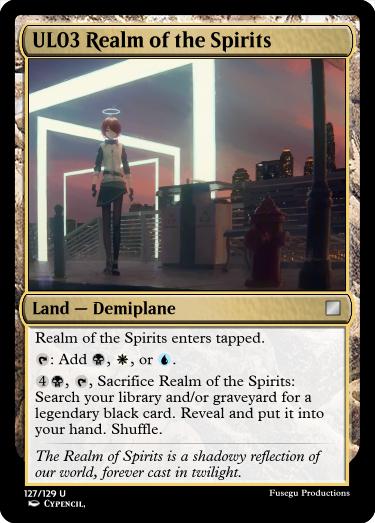 UL03 Realm of the Spirits
Land — Demiplane
Realm of the Spirits enters tapped.
: Add , , or .
4 , , Sacrifice Realm of the Spirits:
Search your library and/or graveyard for a
legendary black card. Reveal and put it into
your hand. Shuffle.
The Realm of Spirits is a shadowy reflection of
our world, forever cast in twilight.
127/129 U
Fusegu Productions
Cypencil,